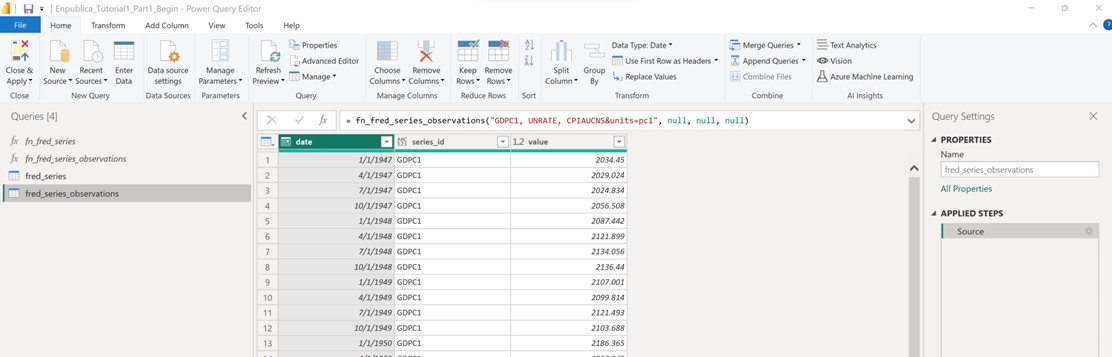 Enpublica_Tutorial1_Part1_Begin - Power Query Editor
File Home Transform Add Column View Tools Help
Close & Apply
Close
New Source
Recent Sources
Enter Data
New Query
Data source settings
Data Sources
Manage Parameters
Parameters
Refresh Preview
Properties
Advanced Editor
Manage
Query
Choose Columns
Remove Columns
Manage Columns
Keep Rows
Remove Rows
Reduce Rows
Sort
Split Column
Group By
Data Type: Date
Use First Row as Headers
Replace Values
Transform
Merge Queries
Append Queries
Combine Files
Combine
Text Analytics
Vision
Azure Machine Learning
AI Insights
Queries [4]
fx fn_fred_series
fx fn_fred_series_observations
fred_series
fred_series_observations
fx = fn_fred_series_observations("GDPC1, UNRATE, CPIAUCNS&units=pc1", null, null, null)
date ABC 123 series_id 1.2 value
1 1/1/1947 GDPC1 2034.45
2 4/1/1947 GDPC1 2029.024
3 7/1/1947 GDPC1 2024.834
4 10/1/1947 GDPC1 2056.508
5 1/1/1948 GDPC1 2087.442
6 4/1/1948 GDPC1 2121.899
7 7/1/1948 GDPC1 2134.056
8 10/1/1948 GDPC1 2136.44
9 1/1/1949 GDPC1 2107.001
10 4/1/1949 GDPC1 2099.814
11 7/1/1949 GDPC1 2121.493
12 10/1/1949 GDPC1 2103.688
13 1/1/1950 GDPC1 2186.365
Query Settings
PROPERTIES
Name
fred_series_observations
All Properties
APPLIED STEPS
Source